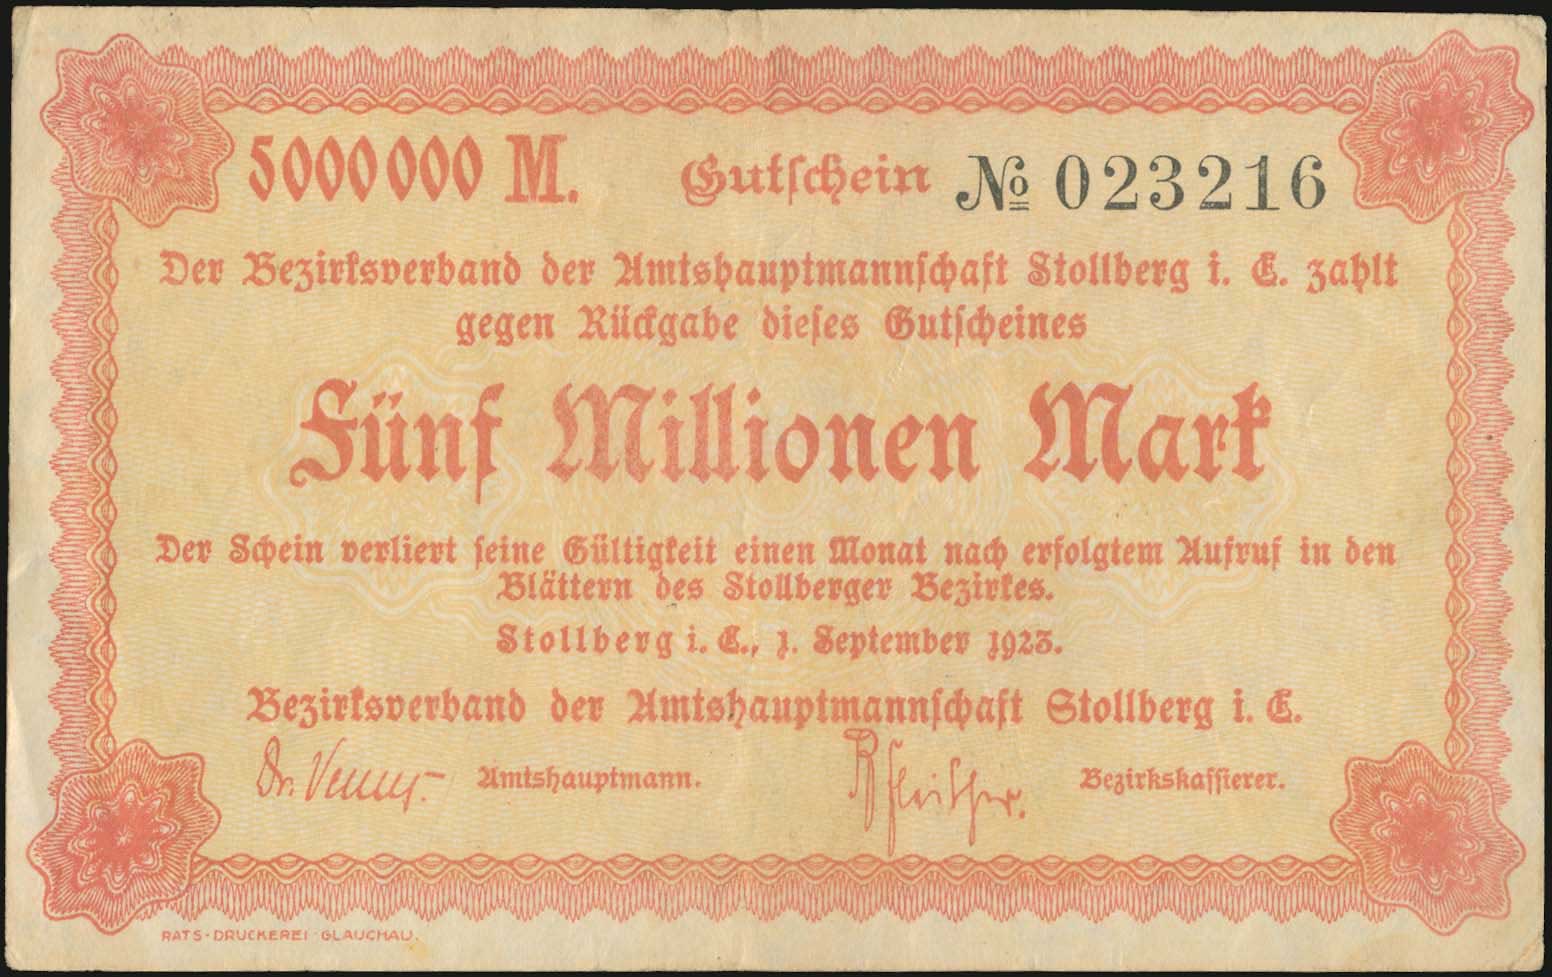 5000000 M. Gutschein № 023216
Der Bezirksverband der Amtshauptmannschaft Stollberg i. E. zahlt
gegen Rückgabe dieses Gutscheines
Fünf Millionen Mark
Der Schein verliert seine Gültigkeit einen Monat nach erfolgtem Aufruf in den
Blättern des Stollberger Bezirkes.
Stollberg i. E., 1. September 1923.
Bezirksverband der Amtshauptmannschaft Stollberg i. E.
Dr. Amtshauptmann. Bezirkskassierer.
RATS-DRUCKEREI GLAUCHAU.